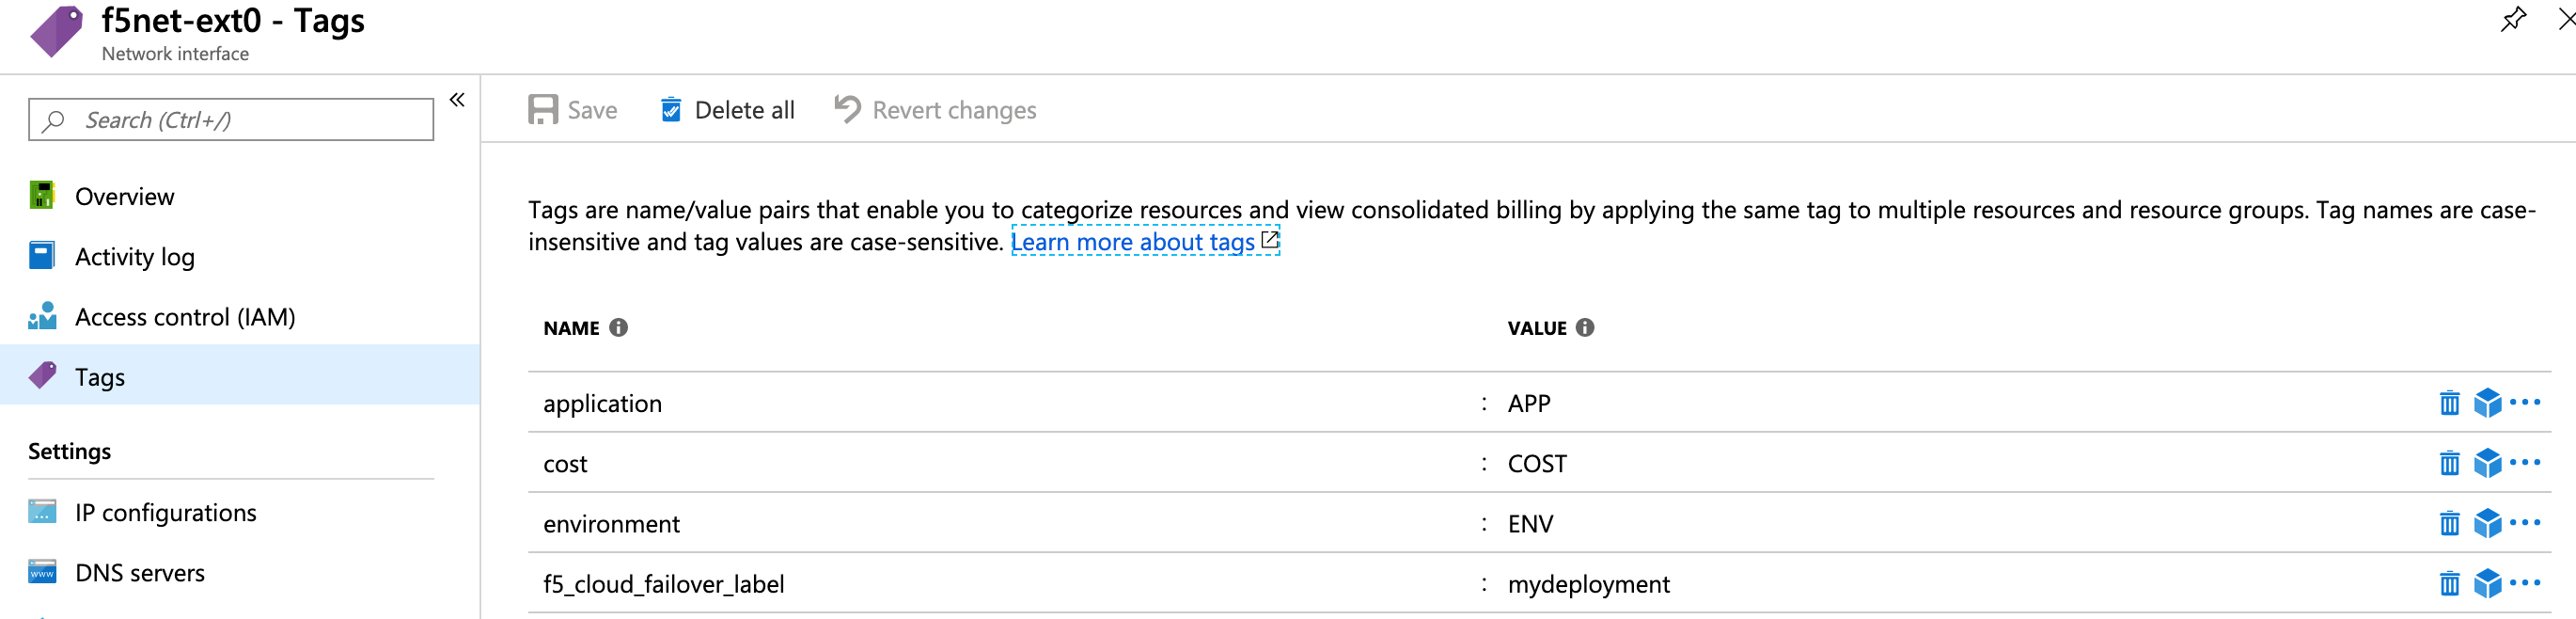 f5net-ext0 - Tags
Network interface
Search (Ctrl+/)
«
Overview
Activity log
Access control (IAM)
Tags
Settings
IP configurations
DNS servers
Save
Delete all
Revert changes
Tags are name/value pairs that enable you to categorize resources and view consolidated billing by applying the same tag to multiple resources and resource groups. Tag names are case-
insensitive and tag values are case-sensitive. Learn more about tags
NAME VALUE
application : APP
cost : COST
environment : ENV
f5_cloud_failover_label : mydeployment